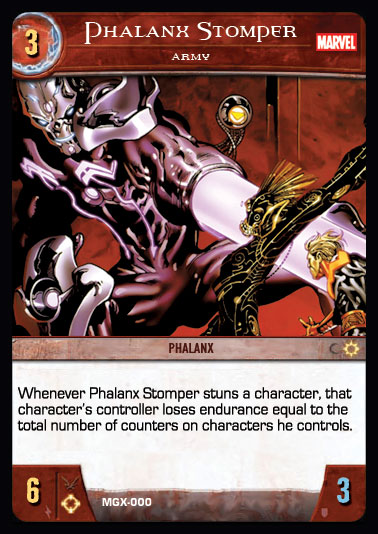 3
Phalanx Stomper
MARVEL
ARMY
PHALANX
C
Whenever Phalanx Stomper stuns a character, that
character's controller loses endurance equal to the
total number of counters on characters he controls.
6
MGX-000
3